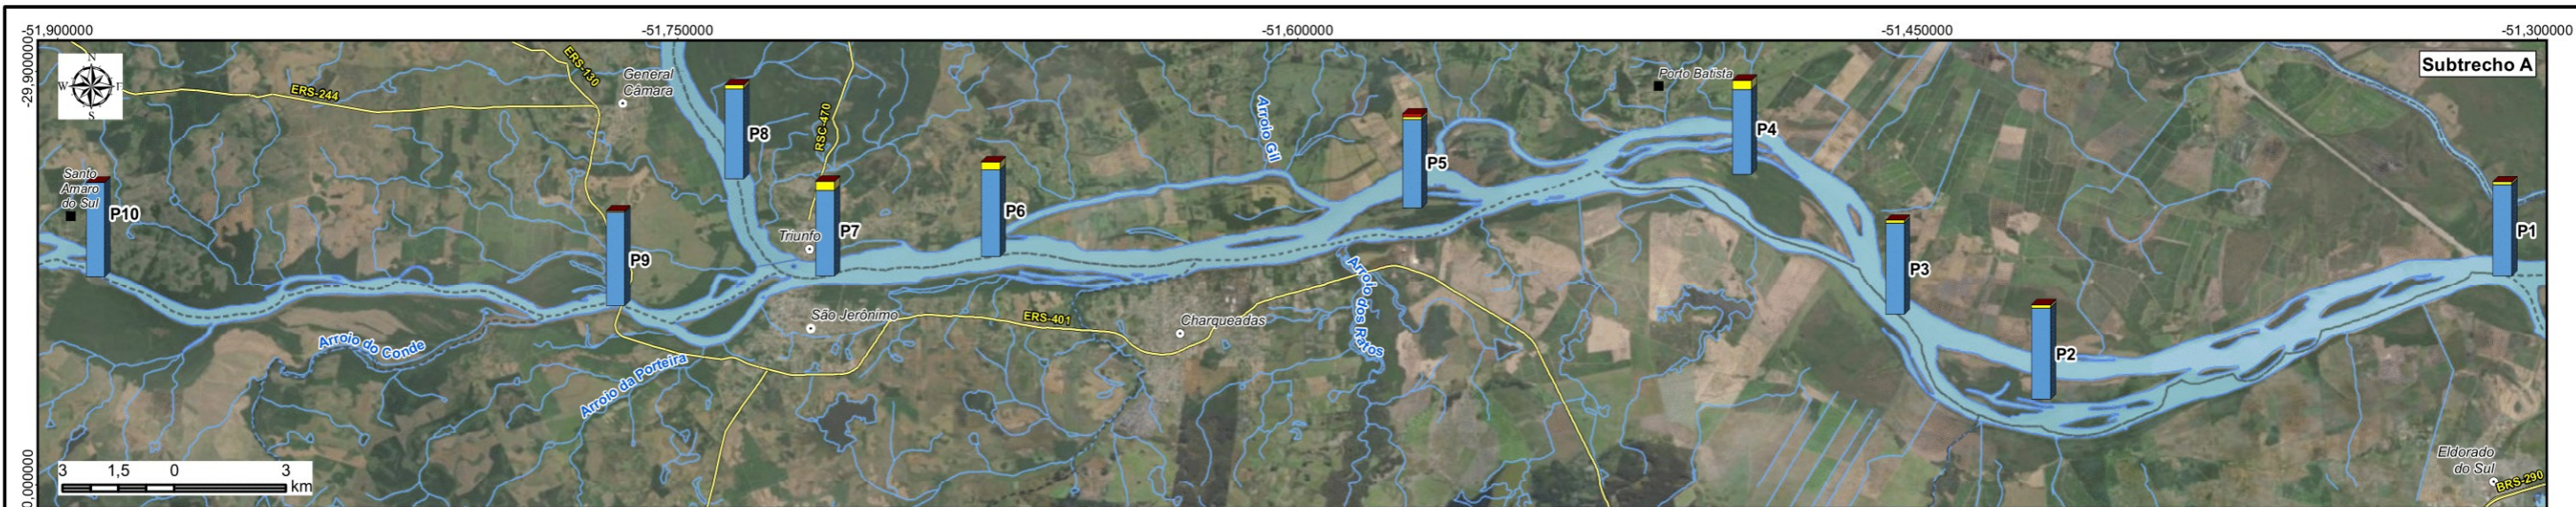 -51,900000
-51,750000
-51,600000
-51,450000
-51,300000
-29,900000
Subtrecho A
N
W
E
S
ERS-244
ERS-130
General
Câmara
RSC-470
Arroio Gil
Porto Batista
P8
P4
P5
Santo
Amaro
do Sul
P10
P9
Triunfo
P7
P6
P3
P1
P2
Arroio do Conde
Arroio da Porteira
São Jerônimo
ERS-401
Charqueadas
Arroio dos Ratos
Eldorado
do Sul
BRS-290
3 1,5 0 3
km